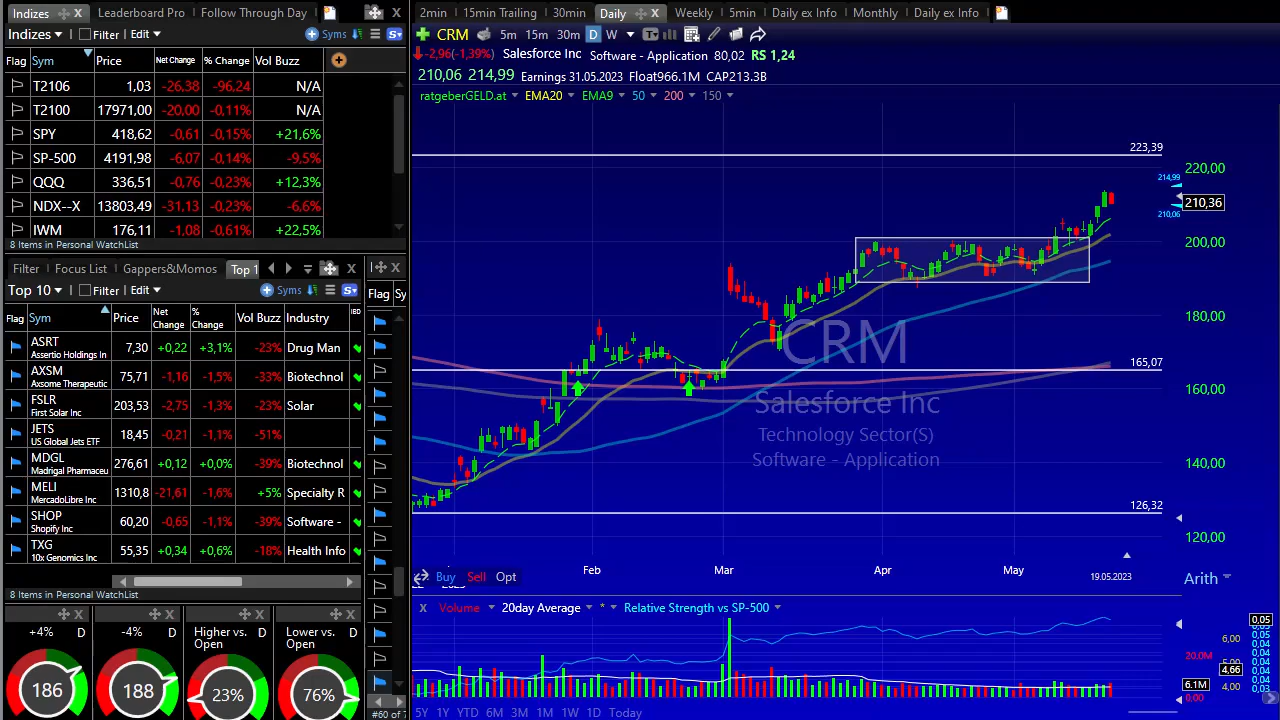 Indizes Leaderboard Pro Follow Through Day
Indizes Filter Edit Syms
Flag Sym Price Net Change % Change Vol Buzz
T2106 1,03 -26,38 -96,24 N/A
T2100 17971,00 -20,00 -0,11% N/A
SPY 418,62 -0,61 -0,15% +21,6%
SP-500 4191,98 -6,07 -0,14% -9,5%
QQQ 336,51 -0,76 -0,23% +12,3%
NDX--X 13803,49 -31,13 -0,23% -6,6%
IWM 176,11 -1,08 -0,61% +22,5%
8 Items in Personal WatchList
Filter Focus List Gappers&Momos Top 1
Top 10 Filter Edit Syms
Flag Sym Price Net Change % Change Vol Buzz Industry IBD
ASRT 7,30 +0,22 +3,1% -23% Drug Man
Assertio Holdings In
AXSM 75,71 -1,16 -1,5% -33% Biotechnol
Axsome Therapeutic
FSLR 203,53 -2,75 -1,3% -23% Solar
First Solar Inc
JETS 18,45 -0,21 -1,1% -51%
US Global Jets ETF
MDGL 276,61 +0,12 +0,0% -39% Biotechnol
Madrigal Pharmaceu
MELI 1310,8 -21,61 -1,6% +5% Specialty R
MercadoLibre Inc
SHOP 60,20 -0,65 -1,1% -39% Software -
Shopify Inc
TXG 55,35 +0,34 +0,6% -18% Health Info
10x Genomics Inc
8 Items in Personal WatchList
Flag Sy
#60 of 7
+4% D -4% D Higher vs. Open D Lower vs. Open D
186 188 23% 76%
2min 15min Trailing 30min Daily Weekly 5min Daily ex Info Monthly Daily ex Info
CRM 5m 15m 30m D W
-2,96(-1,39%) Salesforce Inc Software - Application 80,02 RS 1,24
210,06 214,99 Earnings 31.05.2023 Float966.1M CAP213.3B
ratgeberGELD.at EMA20 EMA9 50 200 150
223,39
220,00
214,99
210,36
210,06
200,00
180,00
CRM
165,07
160,00
Salesforce Inc
Technology Sector(S)
Software - Application
140,00
126,32
120,00
Feb Mar Apr May
Buy Sell Opt
19.05.2023 Arith
X Volume 20day Average * Relative Strength vs SP-500
0,05
6,00
20,0M
4,66
6.1M 4,00
0,00
5Y 1Y YTD 6M 3M 1M 1W 1D Today